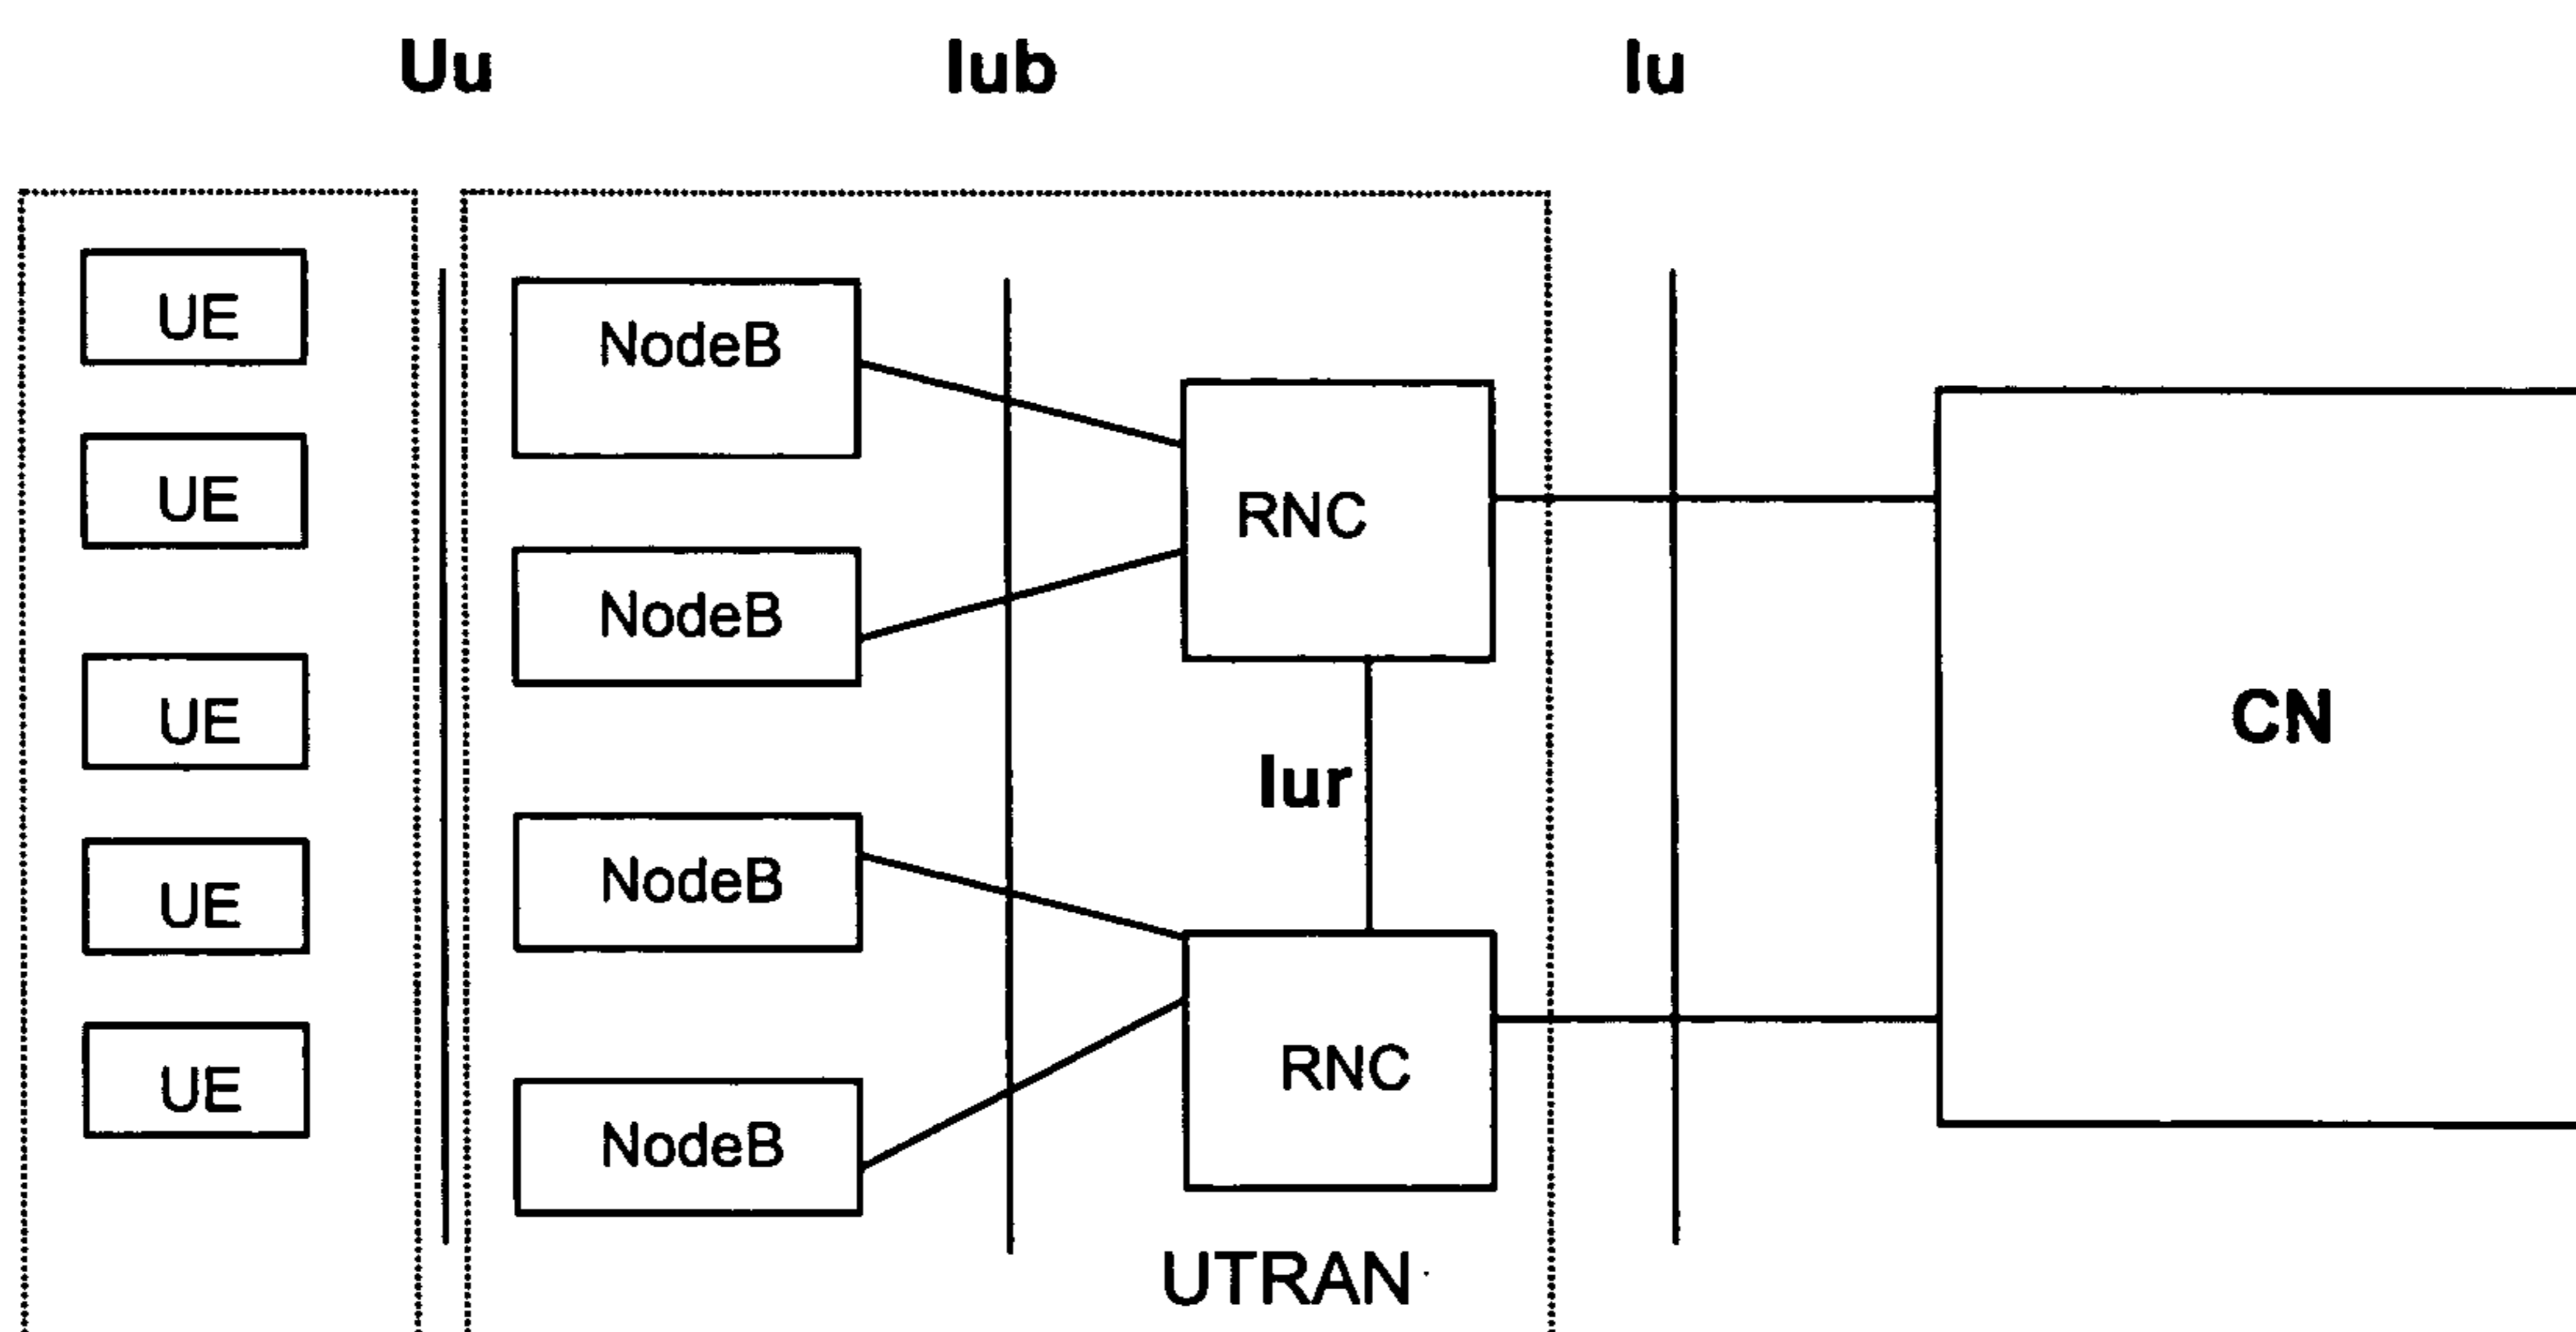 Uu
Iub
Iu
UE
UE
UE
UE
UE
NodeB
NodeB
NodeB
NodeB
RNC
Iur
RNC
UTRAN
CN